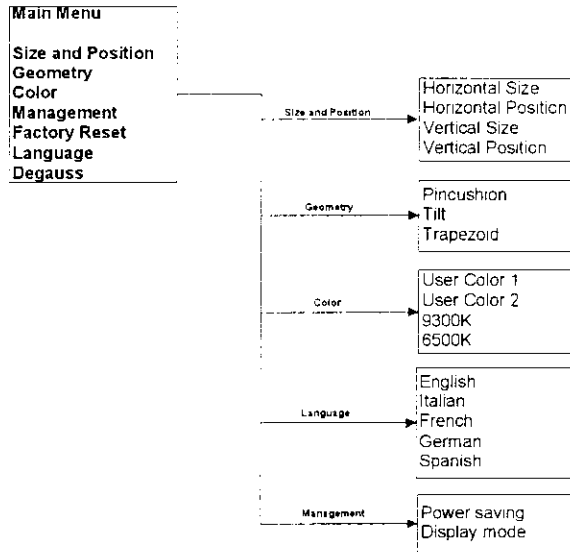 Main Menu
Size and Position
Geometry
Color
Management
Factory Reset
Language
Degauss
Size and Position
Horizontal Size
Horizontal Position
Vertical Size
Vertical Position
Geometry
Pincushion
Tilt
Trapezoid
Color
User Color 1
User Color 2
9300K
6500K
Language
English
Italian
French
German
Spanish
Management
Power saving
Display mode